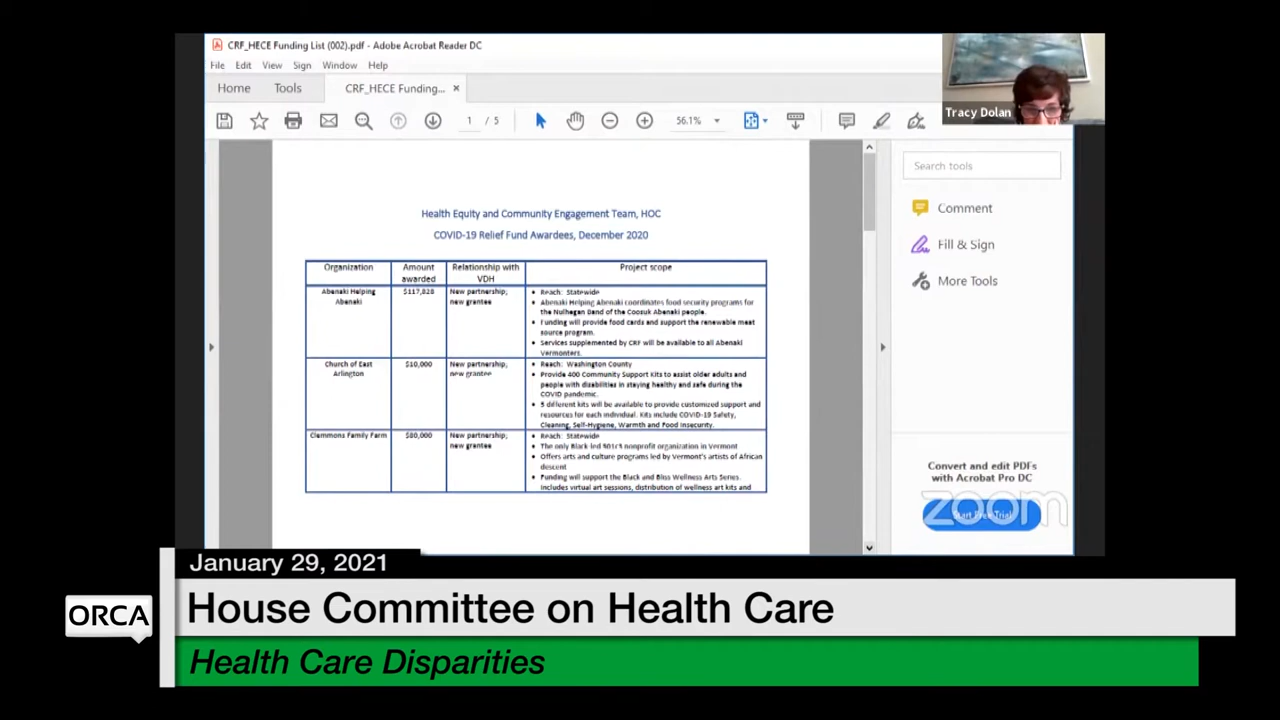 CRF_HECE Funding List (002).pdf - Adobe Acrobat Reader DC
File Edit View Sign Window Help
Home Tools CRF_HECE Funding... ×
1 / 5 56.1%
Tracy Dolan
Search tools
Comment
Fill & Sign
More Tools
Convert and edit PDFs
with Acrobat Pro DC
Start Free Trial
zoom
Health Equity and Community Engagement Team, HOC
COVID-19 Relief Fund Awardees, December 2020
Organization
Amount
awarded
Relationship with
VDH
Project scope
Abenaki Helping
Abenaki
$117,828
New partnership;
new grantee
• Reach: Statewide
• Abenaki Helping Abenaki coordinates food security programs for
the Nulhegan Band of the Coosuk Abenaki people.
• Funding will provide food cards and support the renewable meat
source program.
• Services supplemented by CRF will be available to all Abenaki
Vermonters.
Church of East
Arlington
$10,000
New partnership;
new grantee
• Reach: Washington County
• Provide 400 Community Support Kits to assist older adults and
people with disabilities in staying healthy and safe during the
COVID pandemic.
• 5 different kits will be available to provide customized support and
resources for each individual. Kits include COVID-19 Safety,
Cleaning, Self-Hygiene, Warmth and Food Insecurity.
Clemmons Family Farm
$80,000
New partnership;
new grantee
• Reach: Statewide
• The only Black led 501c3 nonprofit organization in Vermont
• Offers arts and culture programs led by Vermont's artists of African
descent
• Funding will support the Black and Bliss Wellness Arts Series.
Includes virtual art sessions, distribution of wellness art kits and
January 29, 2021
ORCA
House Committee on Health Care
Health Care Disparities